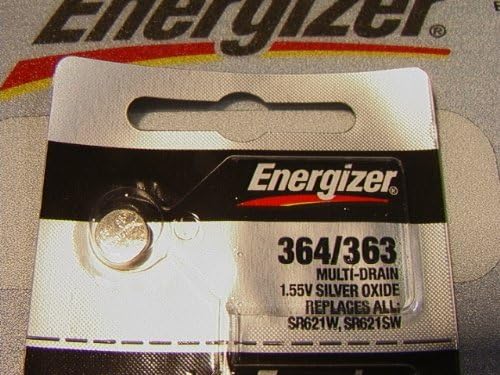 Energizer®
Energizer®
364/363
MULTI-DRAIN
1.55V SILVER OXIDE
REPLACES ALL:
SR621W, SR621SW